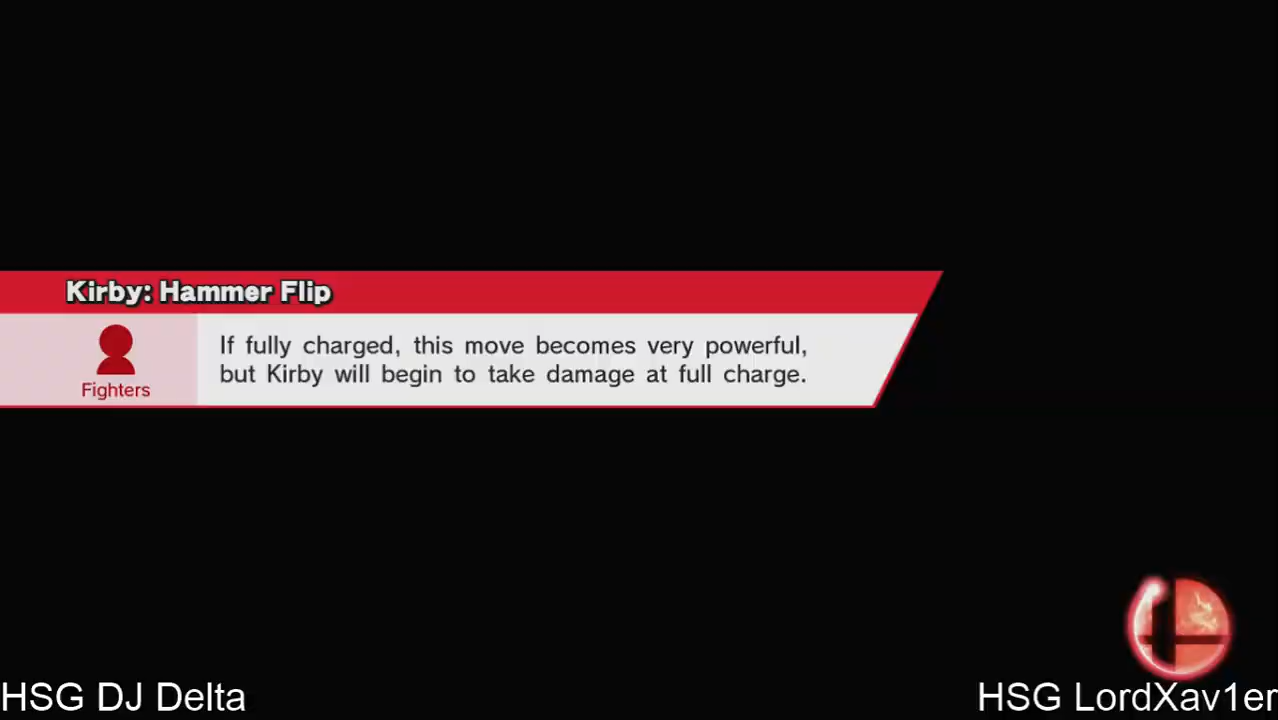 Kirby: Hammer Flip
If fully charged, this move becomes very powerful,
but Kirby will begin to take damage at full charge.
Fighters
HSG DJ Delta
HSG LordXav1er